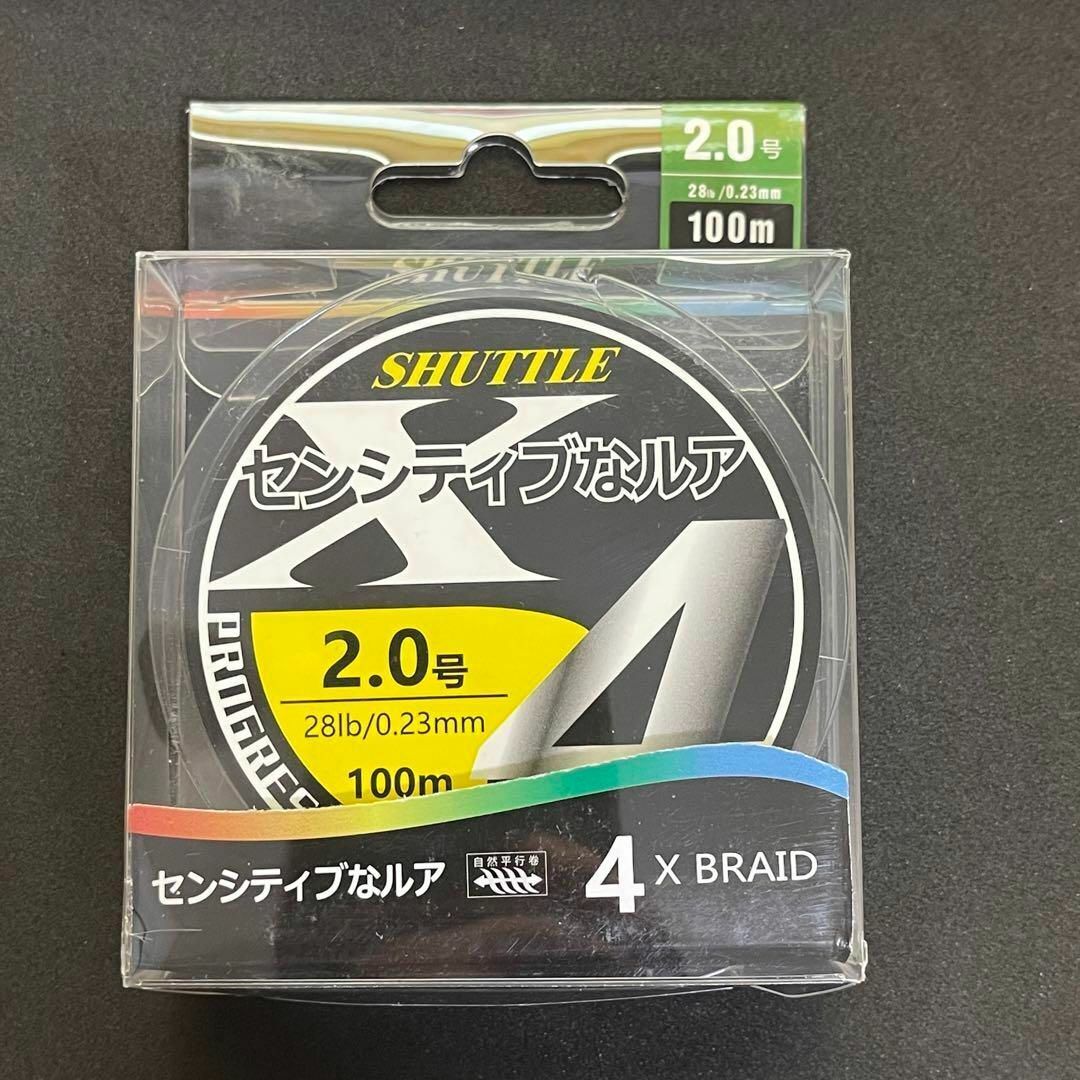 2.0号
28lb/0.23mm
100m
SHUTTLE
SHUTTLE
X
センシティブなルア
4
PROGRES
2.0号
28lb/0.23mm
100m
センシティブなルア
自然平行卷
4 X BRAID